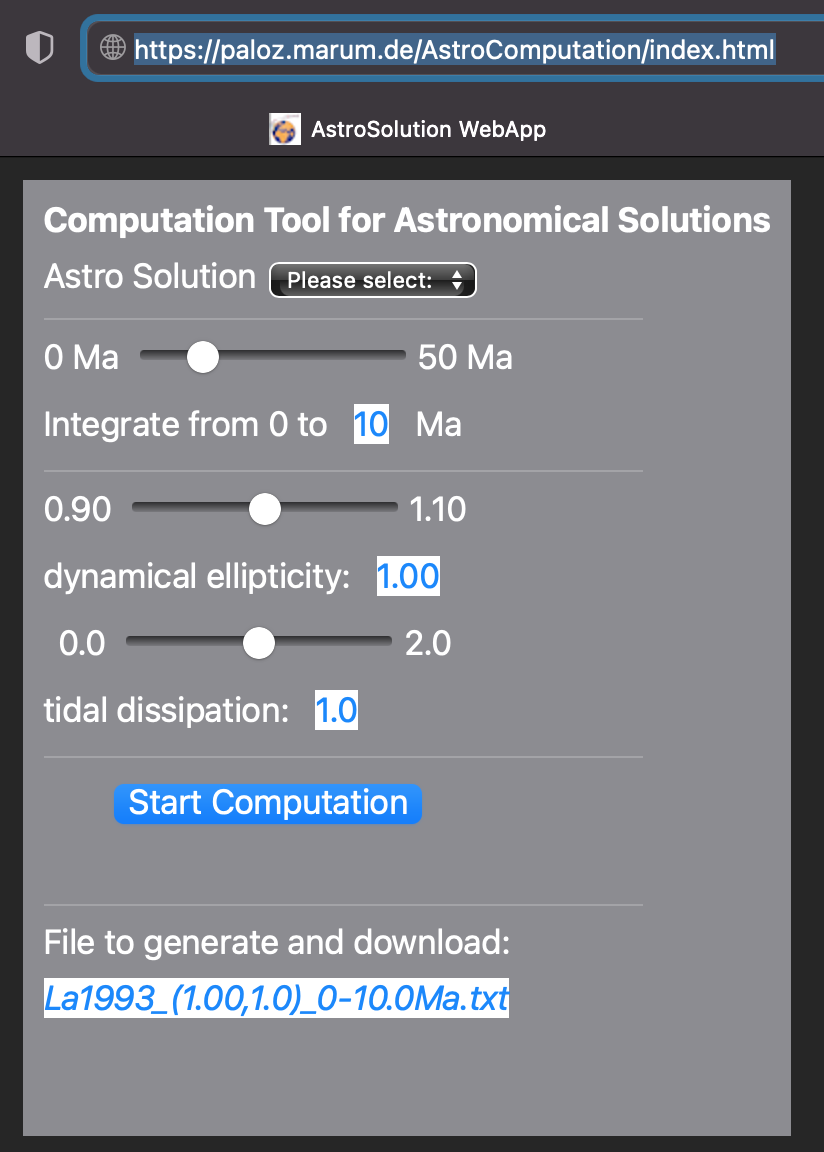 https://paloz.marum.de/AstroComputation/index.html
AstroSolution WebApp
Computation Tool for Astronomical Solutions
Astro Solution Please select:
0 Ma 50 Ma
Integrate from 0 to 10 Ma
0.90 1.10
dynamical ellipticity: 1.00
0.0 2.0
tidal dissipation: 1.0
Start Computation
File to generate and download:
La1993_(1.00,1.0)_0-10.0Ma.txt